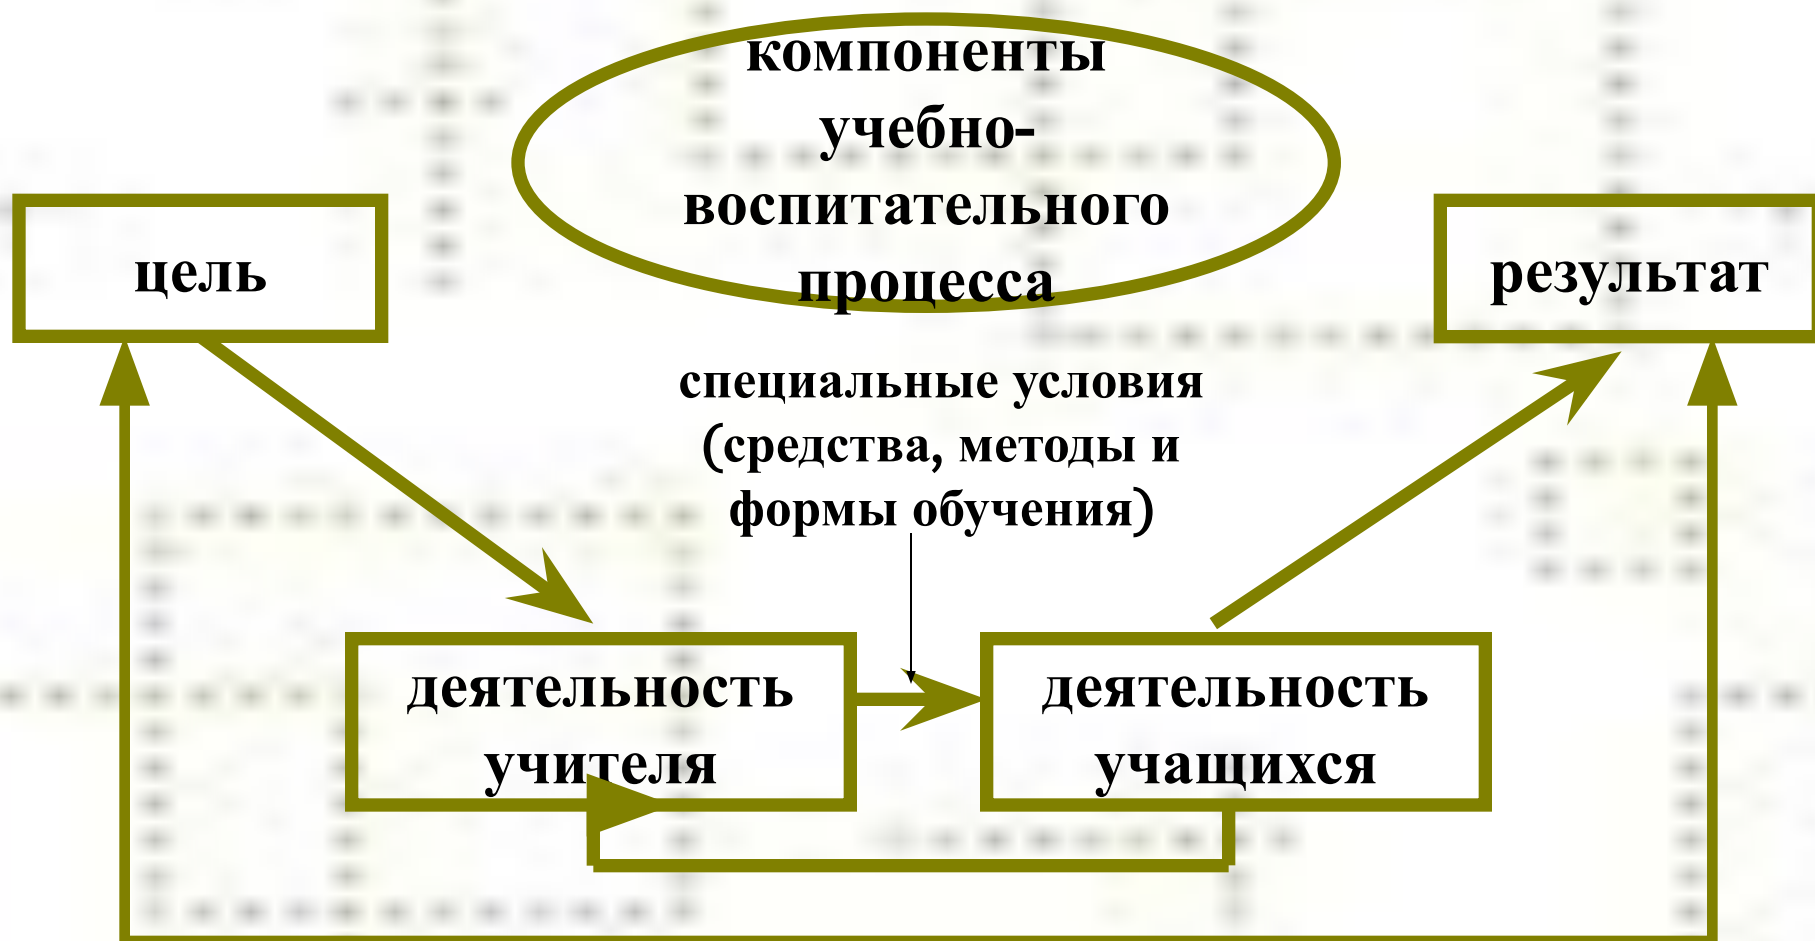 компоненты
учебно-
воспитательного
процесса
цель
результат
специальные условия
(средства, методы и
формы обучения)
деятельность
учителя
деятельность
учащихся